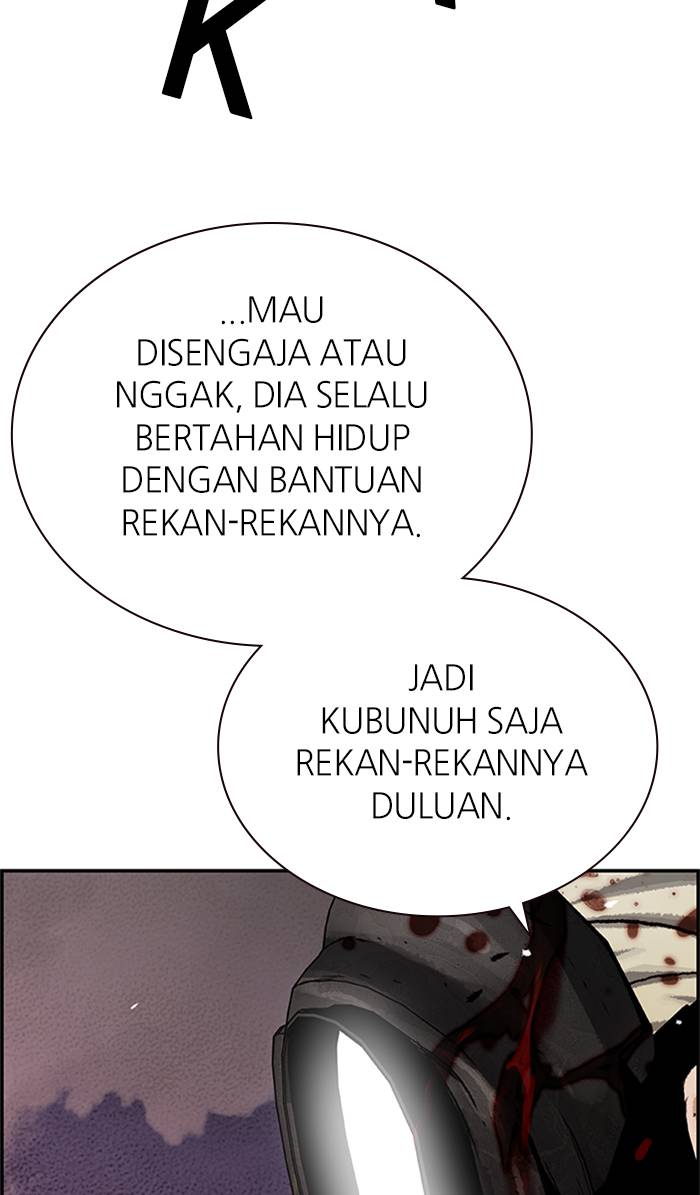 K
...MAU
DISENGAJA ATAU
NGGAK, DIA SELALU
BERTAHAN HIDUP
DENGAN BANTUAN
REKAN-REKANNYA.
JADI
KUBUNUH SAJA
REKAN-REKANNYA
DULUAN.